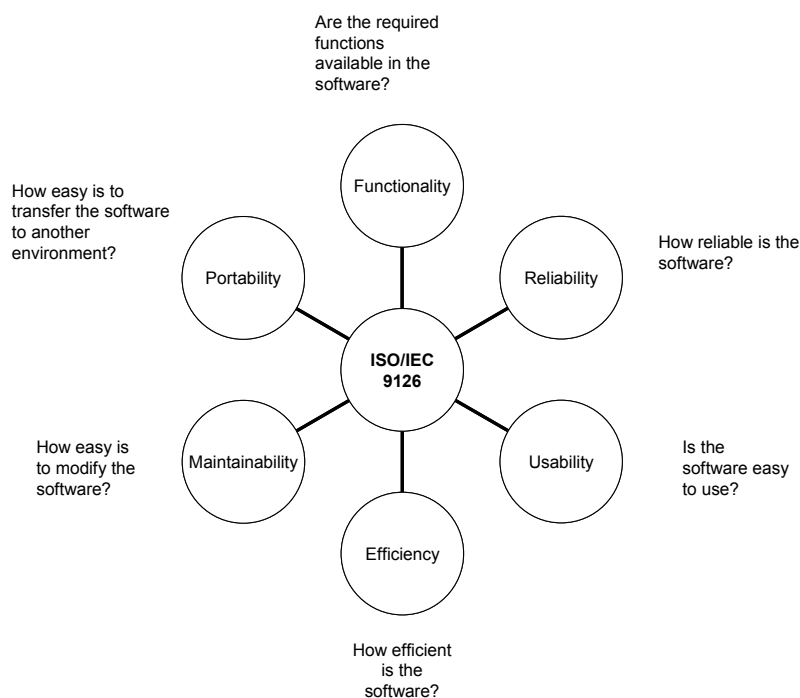 Are the required
functions
available in the
software?
Functionality
How easy is to
transfer the software
to another
environment?
Portability
How reliable is the
software?
Reliability
ISO/IEC
9126
How easy is
to modify the
software?
Maintainability
Usability
Is the
software easy
to use?
Efficiency
How efficient
is the
software?